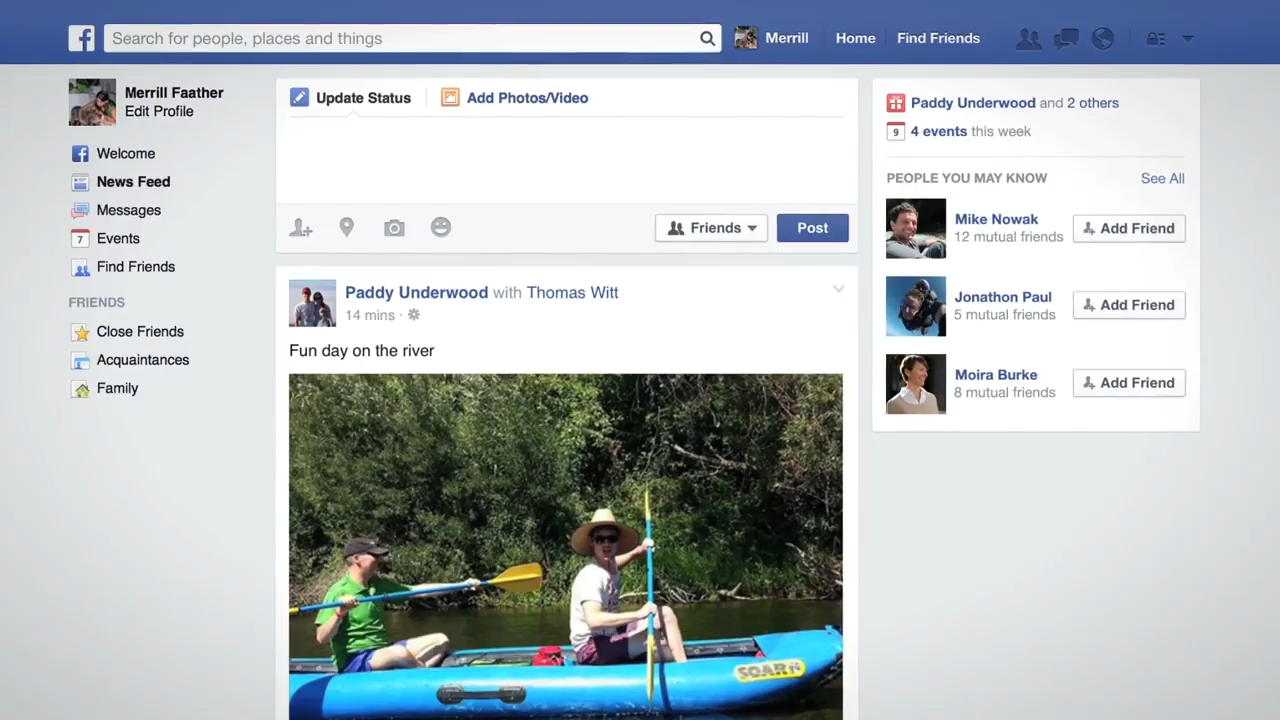 Search for people, places and things
Merrill
Home
Find Friends
Merrill Faather
Edit Profile
Welcome
News Feed
Messages
7
Events
Find Friends
FRIENDS
Close Friends
Acquaintances
Family
Update Status
Add Photos/Video
Friends
Post
Paddy Underwood with Thomas Witt
14 mins ·
Fun day on the river
SOAR
Paddy Underwood and 2 others
9
4 events this week
PEOPLE YOU MAY KNOW
See All
Mike Nowak
12 mutual friends
Add Friend
Jonathon Paul
5 mutual friends
Add Friend
Moira Burke
8 mutual friends
Add Friend